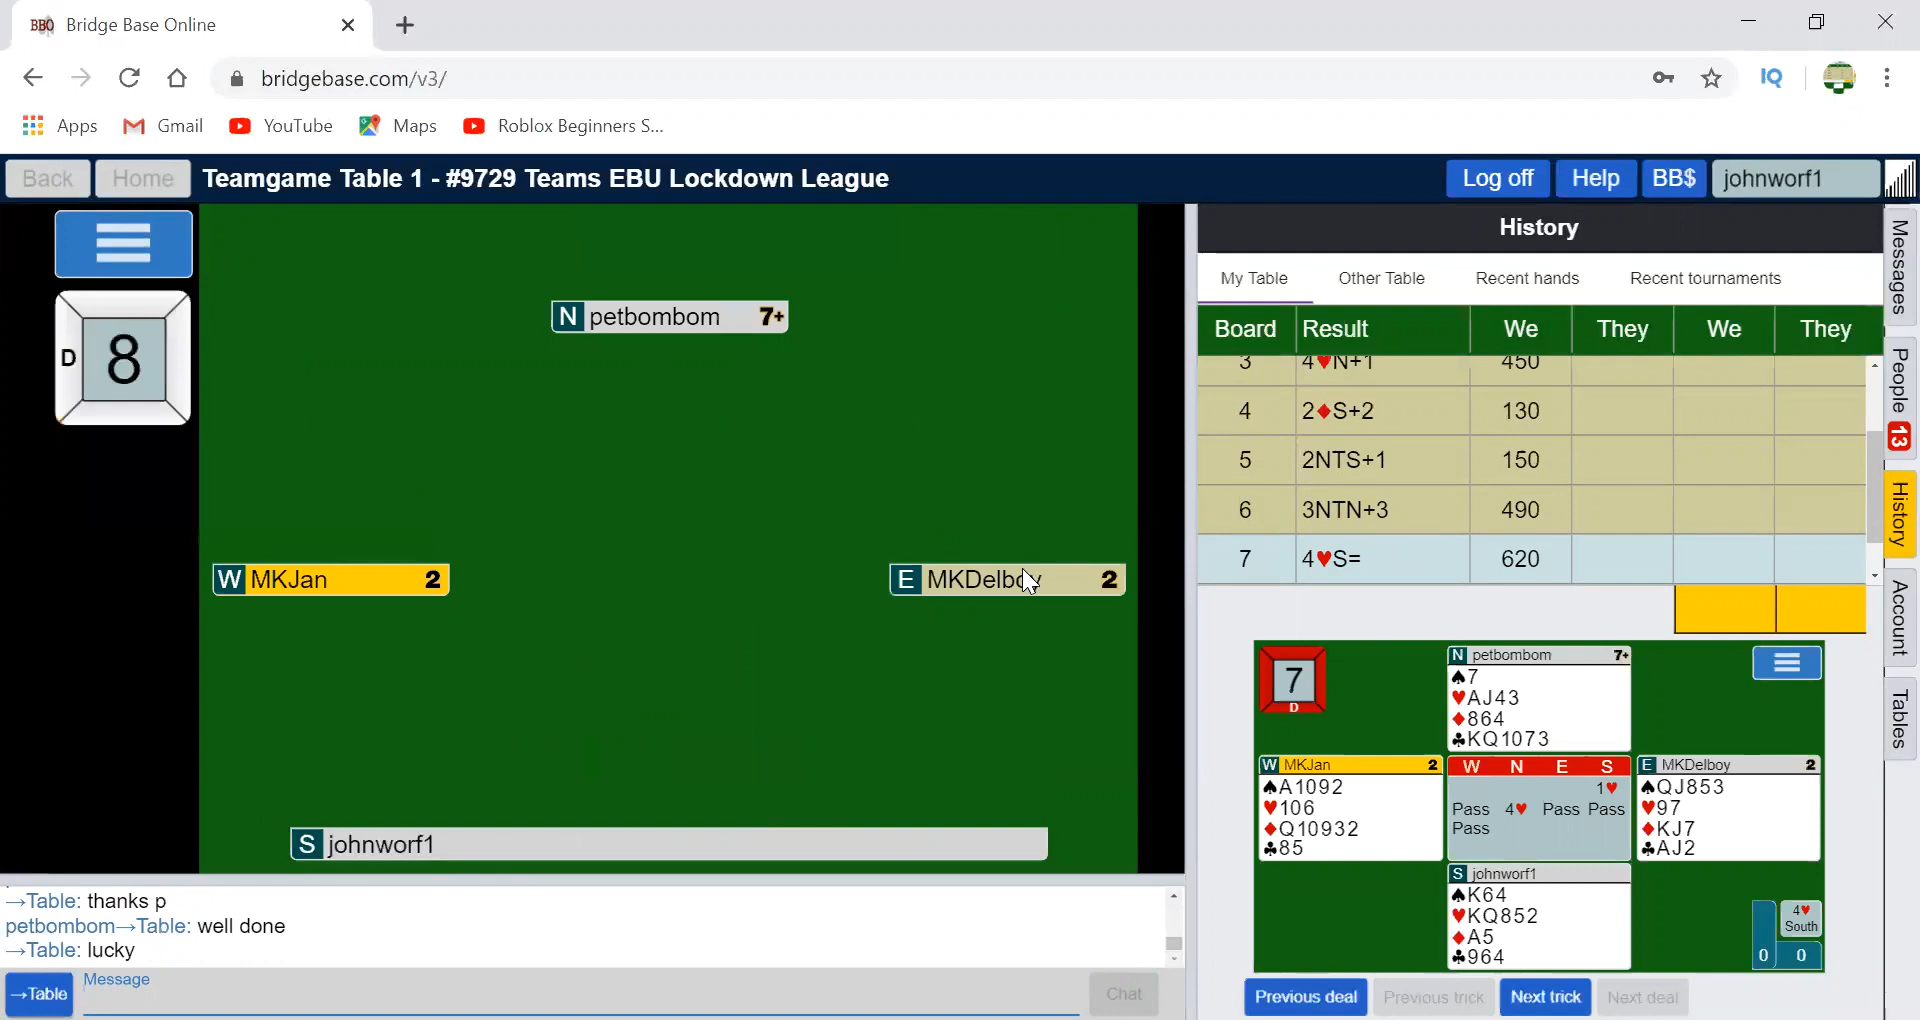 BBO Bridge Base Online
bridgebase.com/v3/
IQ
Apps Gmail YouTube Maps Roblox Beginners S...
Back Home Teamgame Table 1 - #9729 Teams EBU Lockdown League Log off Help BB$ johnworf1
D 8
N petbombom 7+
W MKJan 2
E MKDelboy 2
S johnworf1
→Table: thanks p
petbombom→Table: well done
→Table: lucky
→Table Message Chat
History
My Table Other Table Recent hands Recent tournaments
Board Result We They We They
3 4♥N+1 450
4 2♦S+2 130
5 2NTS+1 150
6 3NTN+3 490
7 4♥S= 620
7 D
N petbombom 7+
♠7
♥AJ43
♦864
♣KQ1073
W MKJan 2
♠A1092
♥106
♦Q10932
♣85
W N E S
1♥
Pass 4♥ Pass Pass
Pass
E MKDelboy 2
♠QJ853
♥97
♦KJ7
♣AJ2
S johnworf1
♠K64
♥KQ852
♦A5
♣964
4♥
South
0 0
Previous deal Previous trick Next trick Next deal
Messages
People 13
History
Account
Tables